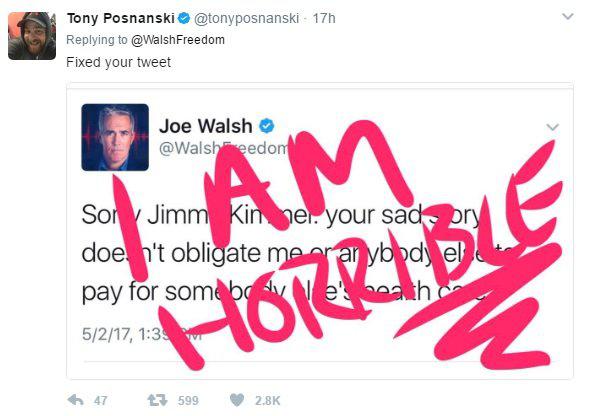 Tony Posnanski @tonyposnanski · 17h
Replying to @WalshFreedom
Fixed your tweet
Joe Walsh
@WalshFreedom
I AM
Sorry Jimmy Kimmel: your sad story
doesn't obligate me or anybody else to
pay for somebody else's heath care.
HORRIBLE
5/2/17, 1:39 PM
47 599 2.8K